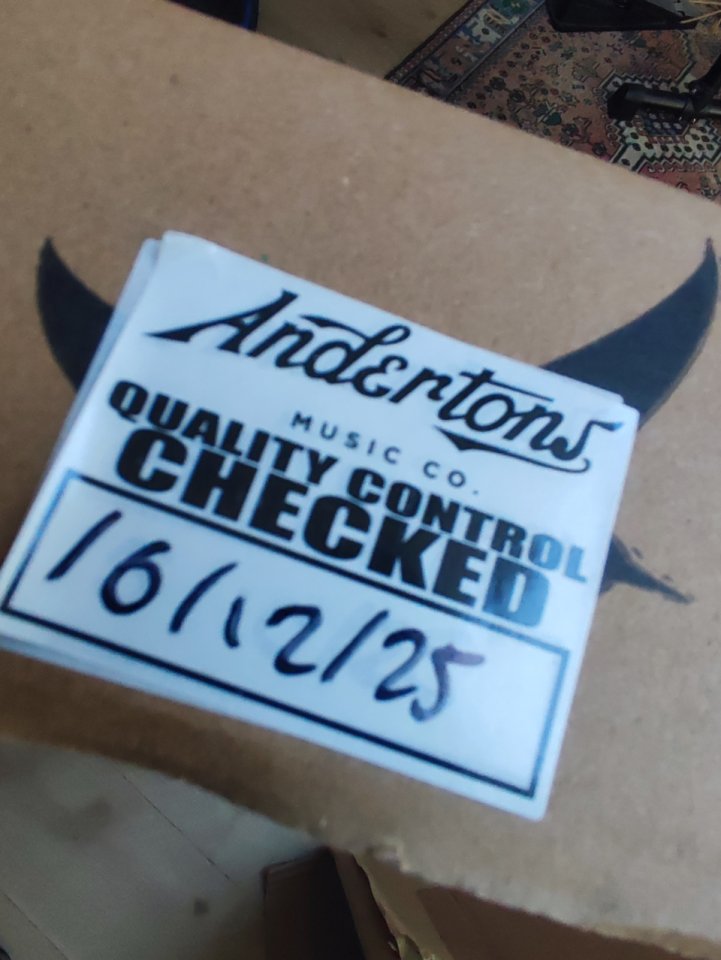 Andertons
MUSIC CO.
QUALITY CONTROL
CHECKED
16/12/25